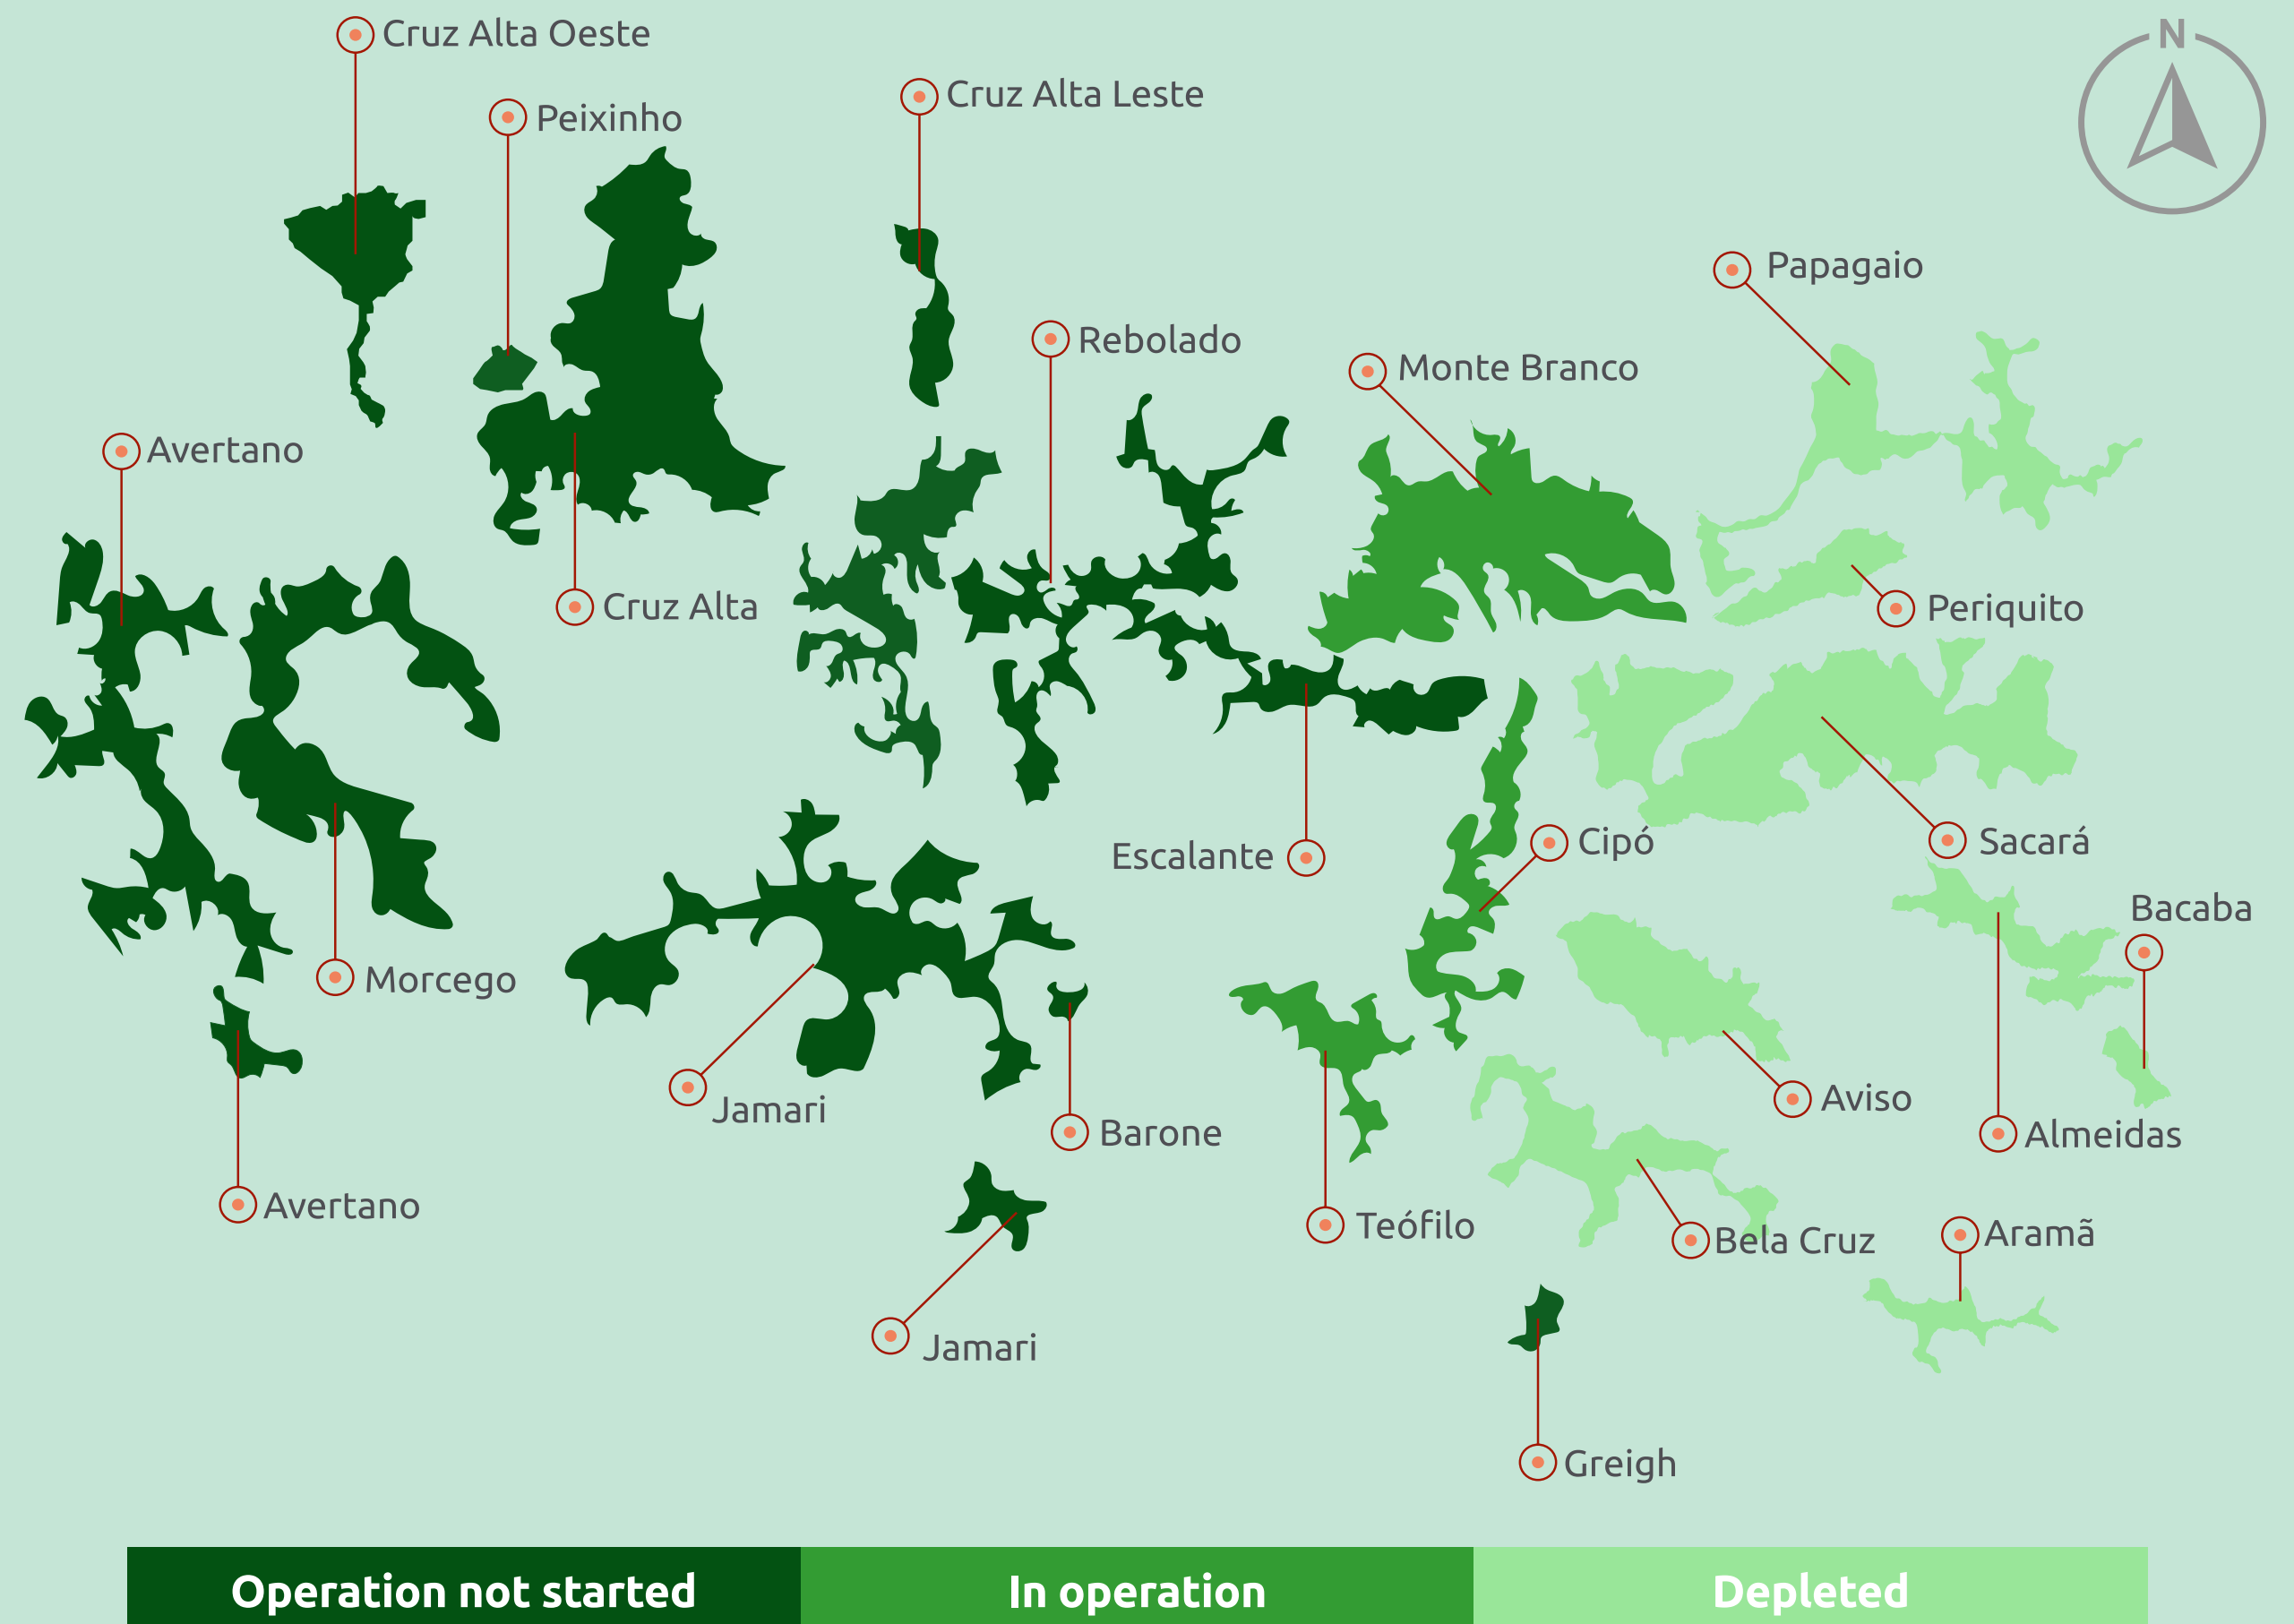 Cruz Alta Oeste
N
Cruz Alta Leste
Peixinho
Papagaio
Rebolado
Monte Branco
Avertano
Cruz Alta
Periquito
Escalante
Cipó
Sacará
Bacaba
Morcego
Jamari
Aviso
Barone
Almeidas
Avertano
Teófilo
Bela Cruz
Aramã
Jamari
Greigh
Operation not started
In operation
Depleted